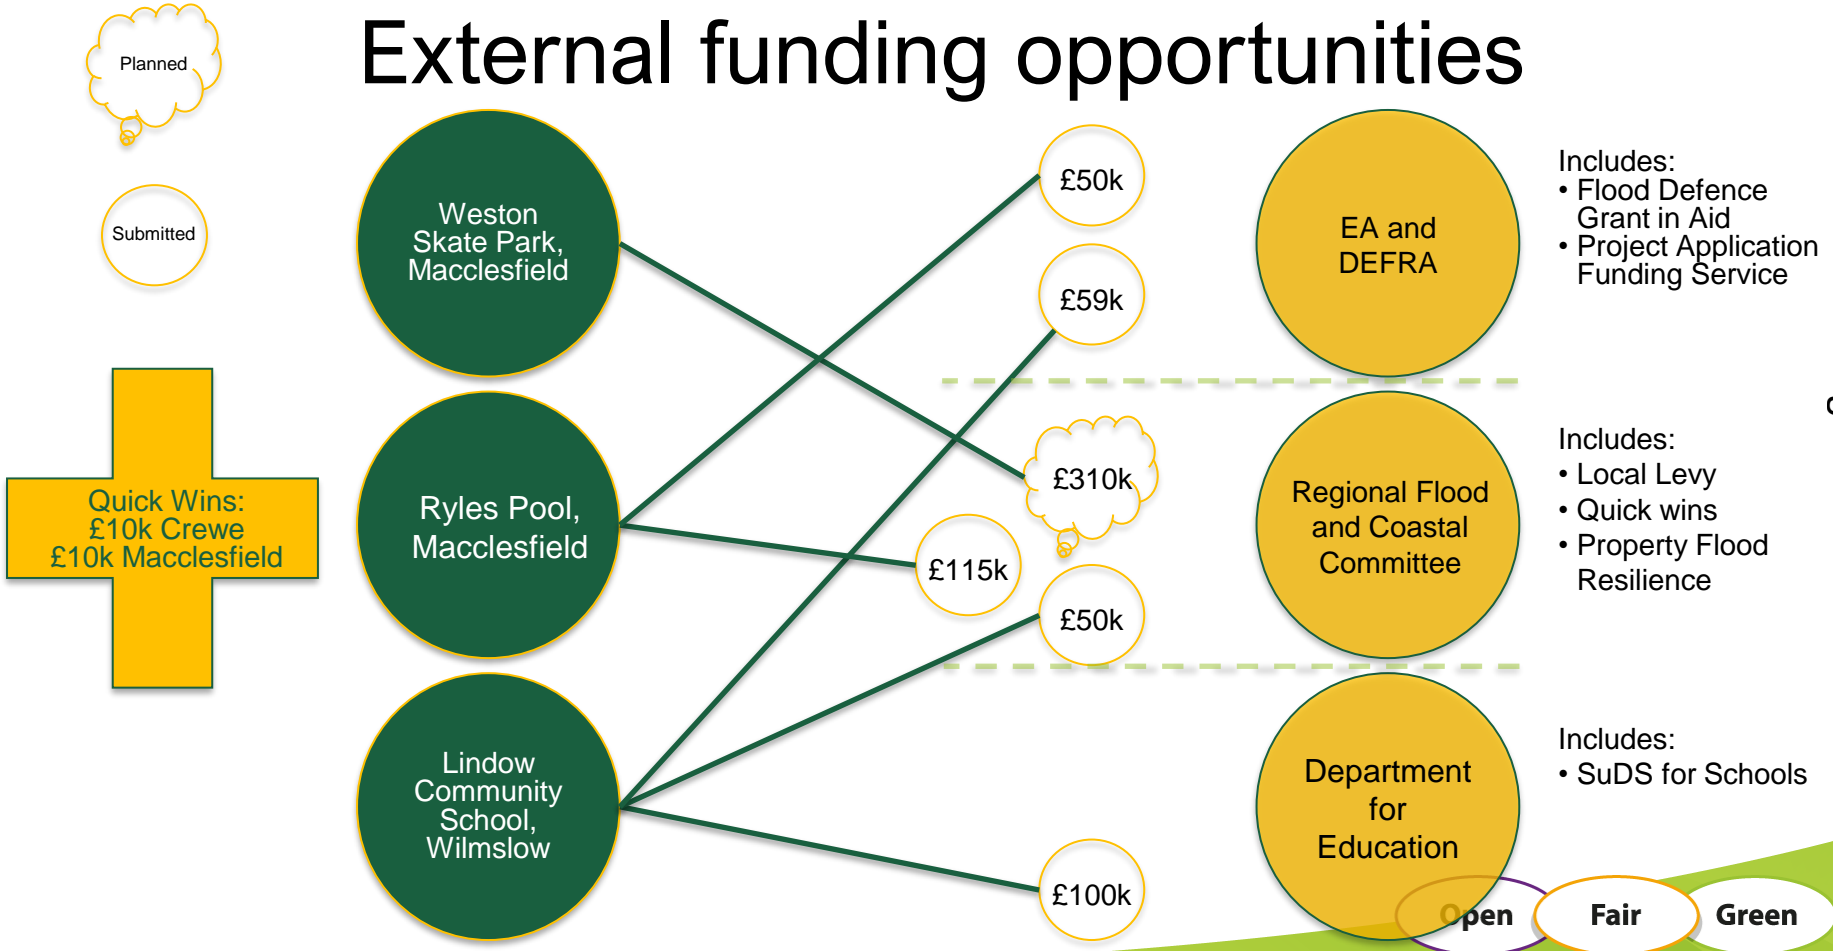 External funding opportunities
Planned
Submitted
Quick Wins:
£10k Crewe
£10k Macclesfield
Weston
Skate Park,
Macclesfield
Ryles Pool,
Macclesfield
Lindow
Community
School,
Wilmslow
£50k
£59k
£310k
£115k
£50k
£100k
EA and
DEFRA
Regional Flood
and Coastal
Committee
Department
for
Education
Includes:
• Flood Defence
Grant in Aid
• Project Application
Funding Service
Includes:
• Local Levy
• Quick wins
• Property Flood
Resilience
Includes:
• SuDS for Schools
Open
Fair
Green